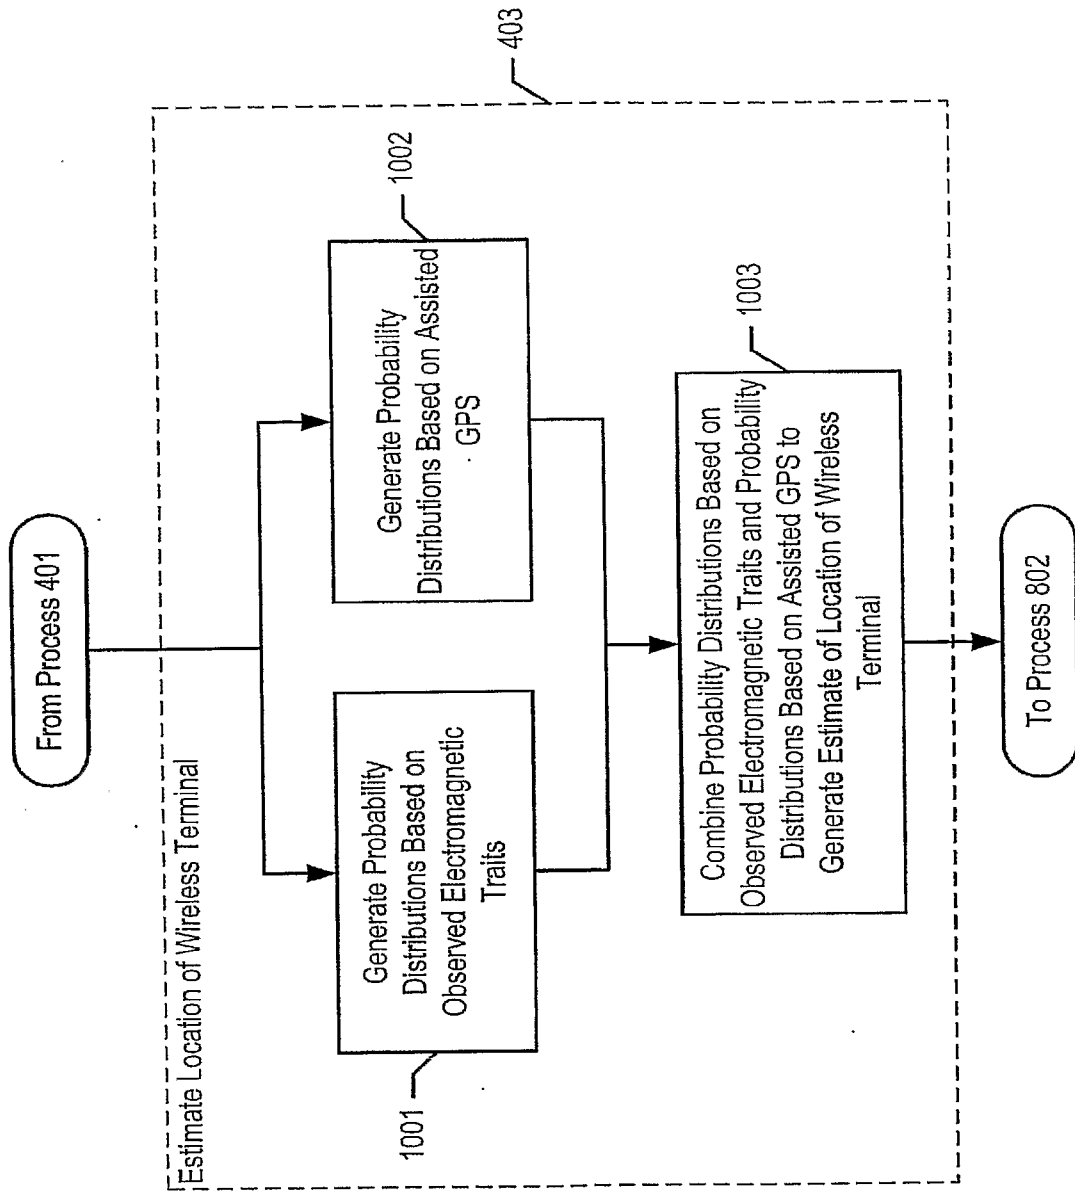 From Process 401
Estimate Location of Wireless Terminal
403
Generate Probability
Distributions Based on
Observed Electromagnetic
Traits
1001
Generate Probability
Distributions Based on Assisted
GPS
1002
Combine Probability Distributions Based on
Observed Electromagnetic Traits and Probability
Distributions Based on Assisted GPS to
Generate Estimate of Location of Wireless
Terminal
1003
To Process 802